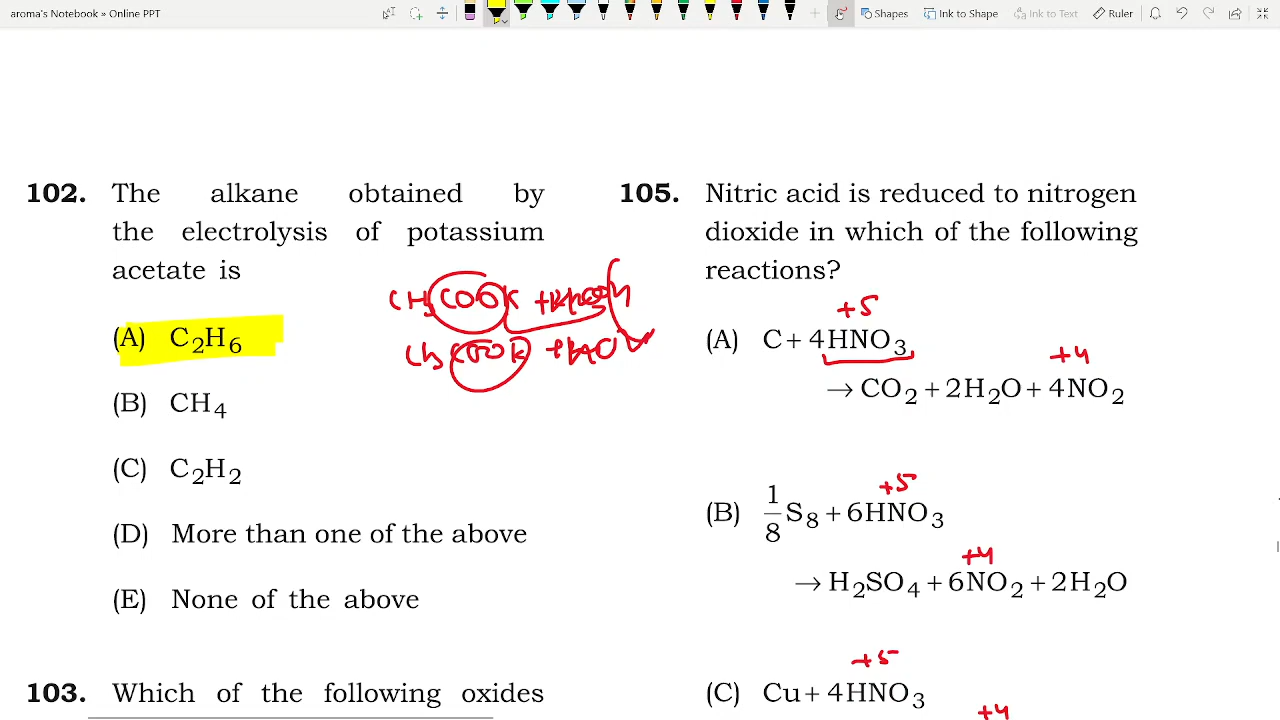 aroma's Notebook » Online PPT
Shapes
Ink to Shape
Ink to Text
Ruler
102. The alkane obtained by
the electrolysis of potassium
acetate is
CH3COOK
CH3COOK
(A) C2H6
(B) CH4
(C) C2H2
(D) More than one of the above
(E) None of the above
103. Which of the following oxides
105. Nitric acid is reduced to nitrogen
dioxide in which of the following
reactions?
+5
(A) C + 4HNO3
+4
→ CO2 + 2H2O + 4NO2
+5
(B) 1/8 S8 + 6HNO3
+4
→ H2SO4 + 6NO2 + 2H2O
+5
(C) Cu + 4HNO3
+4